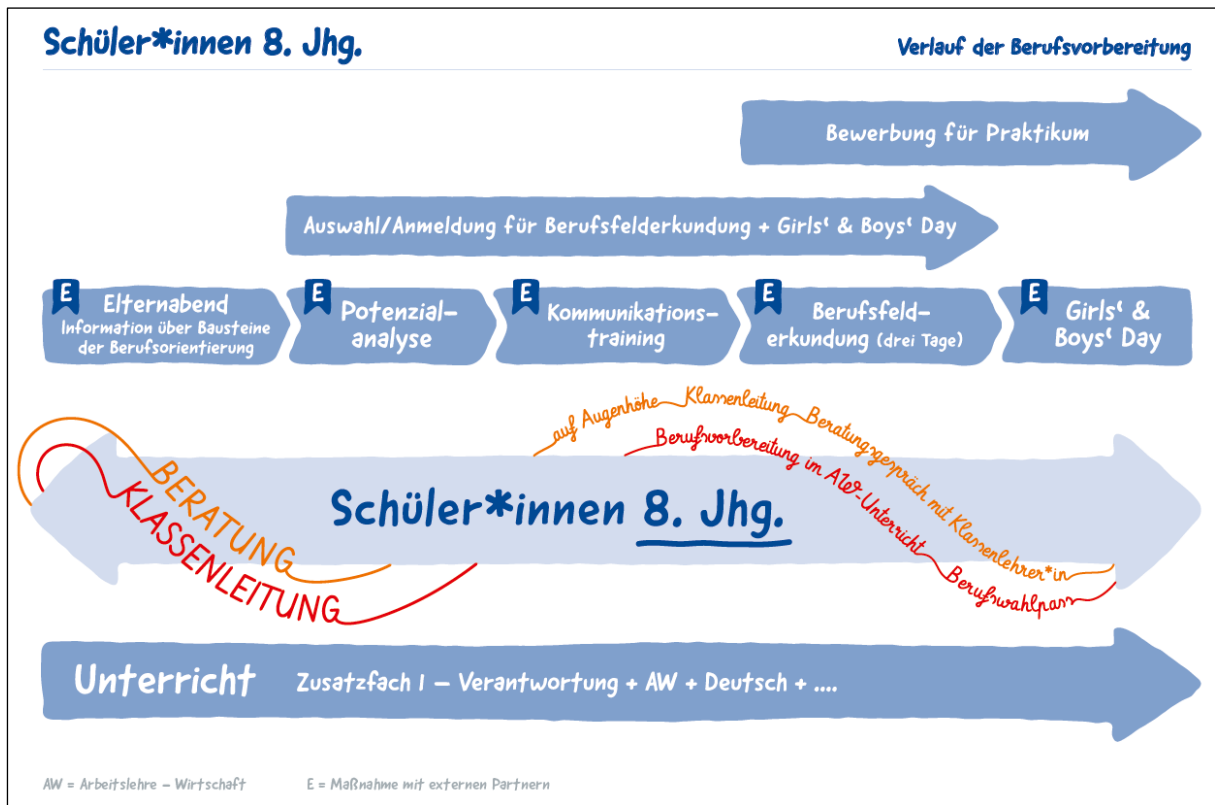 Schüler*innen 8. Jhg.
Verlauf der Berufsvorbereitung
Bewerbung für Praktikum
Auswahl/Anmeldung für Berufsfelderkundung + Girls‘ & Boys‘ Day
E
Elternabend
Information über Bausteine
der Berufsorientierung
E
Potenzial–
analyse
E
Kommunikations–
training
E
Berufsfeld–
erkundung (drei Tage)
E
Girls‘ &
Boys‘ Day
auf Augenhöhe Klassenleitung Beratungsgespräch mit Klassenlehrer*in
Berufsvorbereitung im AW-Unterricht Berufswahlpass
BERATUNG
KLASSENLEITUNG
Schüler*innen 8. Jhg.
Unterricht
Zusatzfach I – Verantwortung + AW + Deutsch + ....
AW = Arbeitslehre – Wirtschaft
E = Maßnahme mit externen Partnern